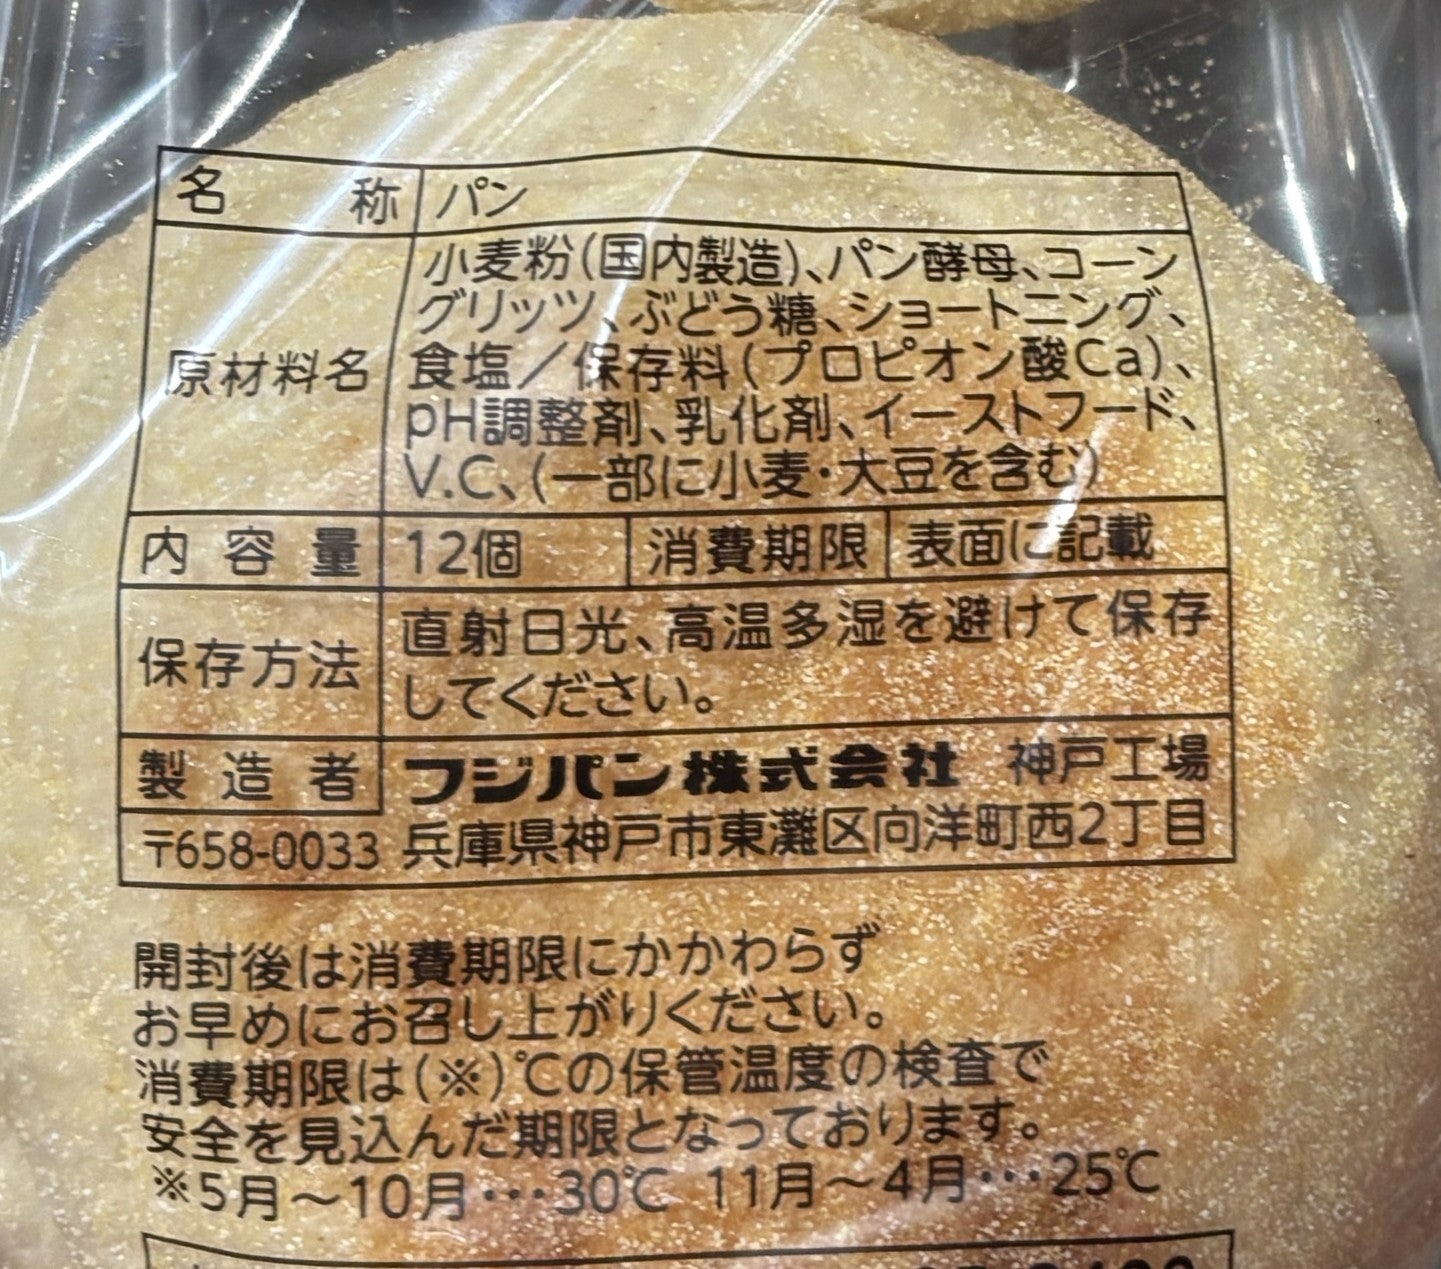 名称 パン
小麦粉(国内製造)、パン酵母、コーン
グリッツ、ぶどう糖、ショートニング、
原材料名 食塩/保存料(プロピオン酸Ca)、
pH調整剤、乳化剤、イーストフード、
V.C、(一部に小麦・大豆を含む)
内容量 12個 消費期限 表面に記載
保存方法 直射日光、高温多湿を避けて保存
してください。
製造者 フジパン株式会社 神戸工場
〒658-0033 兵庫県神戸市東灘区向洋町西2丁目
開封後は消費期限にかかわらず
お早めにお召し上がりください。
消費期限は(※)℃の保管温度の検査で
安全を見込んだ期限となっております。
※5月〜10月…30℃ 11月〜4月…25℃